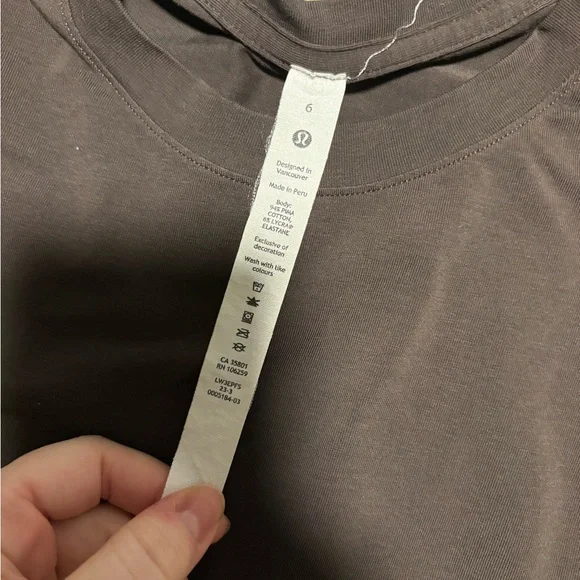 6
Designed in
Vancouver
Made in Peru
Body:
94% PIMA
COTTON,
6% LYCRA®
ELASTANE
Exclusive of
decoration
Wash with like
colours
CA 35801
RN 106259
LW3EPFS
23-3
0005184-03